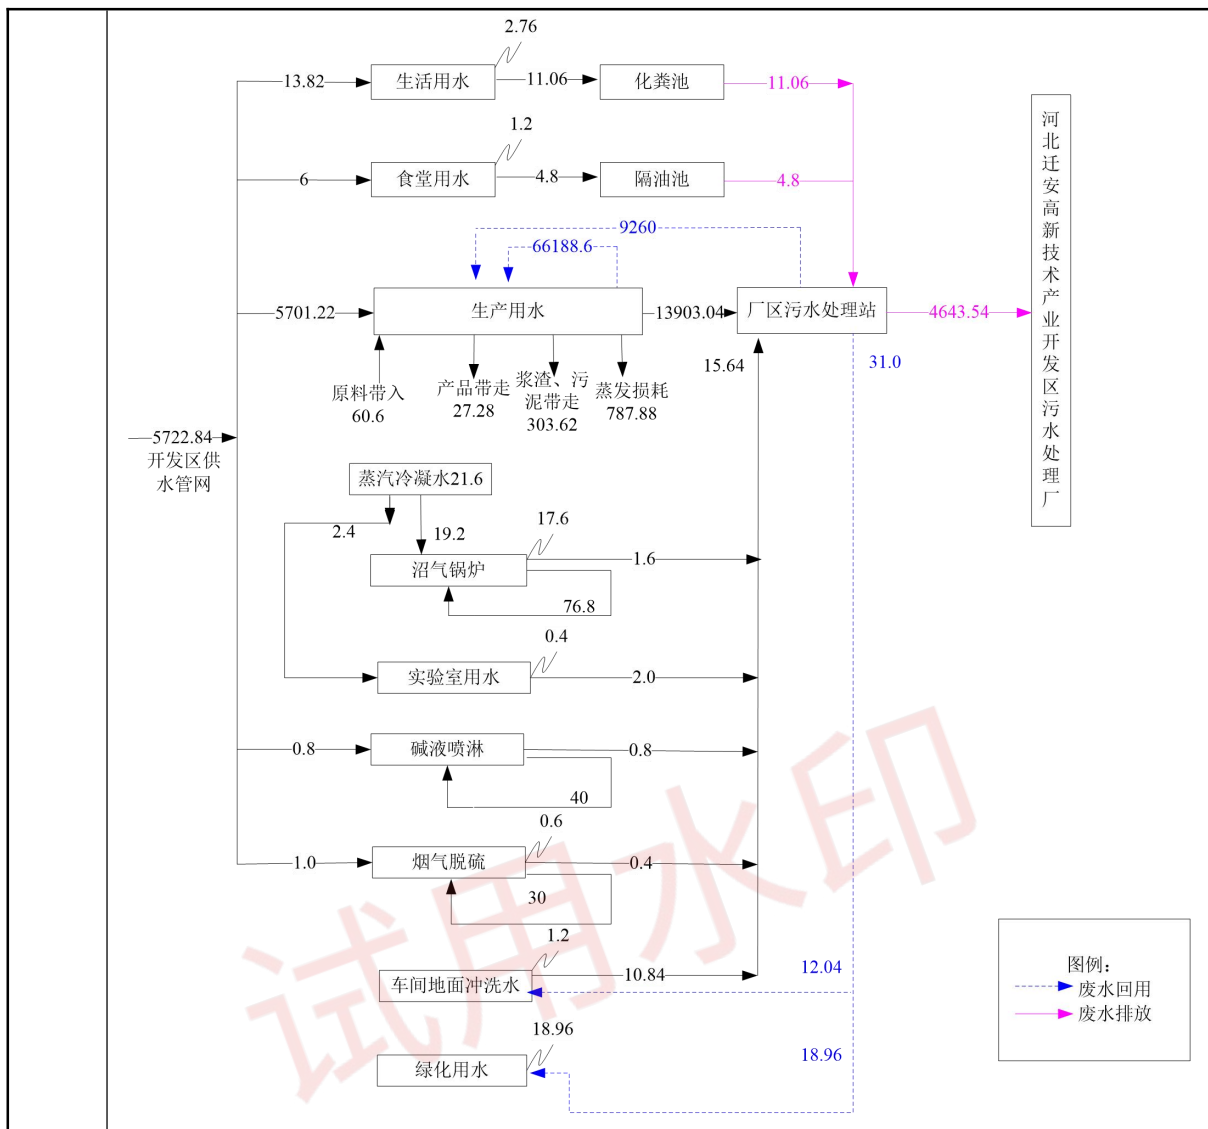 2.76
13.82
生活用水
11.06
化粪池
11.06
1.2
6
食堂用水
4.8
隔油池
4.8
9260
66188.6
5701.22
生产用水
13903.04
厂区污水处理站
4643.54
河北迁安高新技术产业开发区污水处理厂
15.64
31.0
原料带入
60.6
产品带走
27.28
浆渣、污
泥带走
303.62
蒸发损耗
787.88
5722.84
开发区供
水管网
蒸汽冷凝水21.6
2.4
19.2
17.6
沼气锅炉
1.6
76.8
0.4
实验室用水
2.0
0.8
碱液喷淋
0.8
40
0.6
1.0
烟气脱硫
0.4
30
1.2
车间地面冲洗水
10.84
12.04
18.96
绿化用水
18.96
图例：
废水回用
废水排放
试用水印